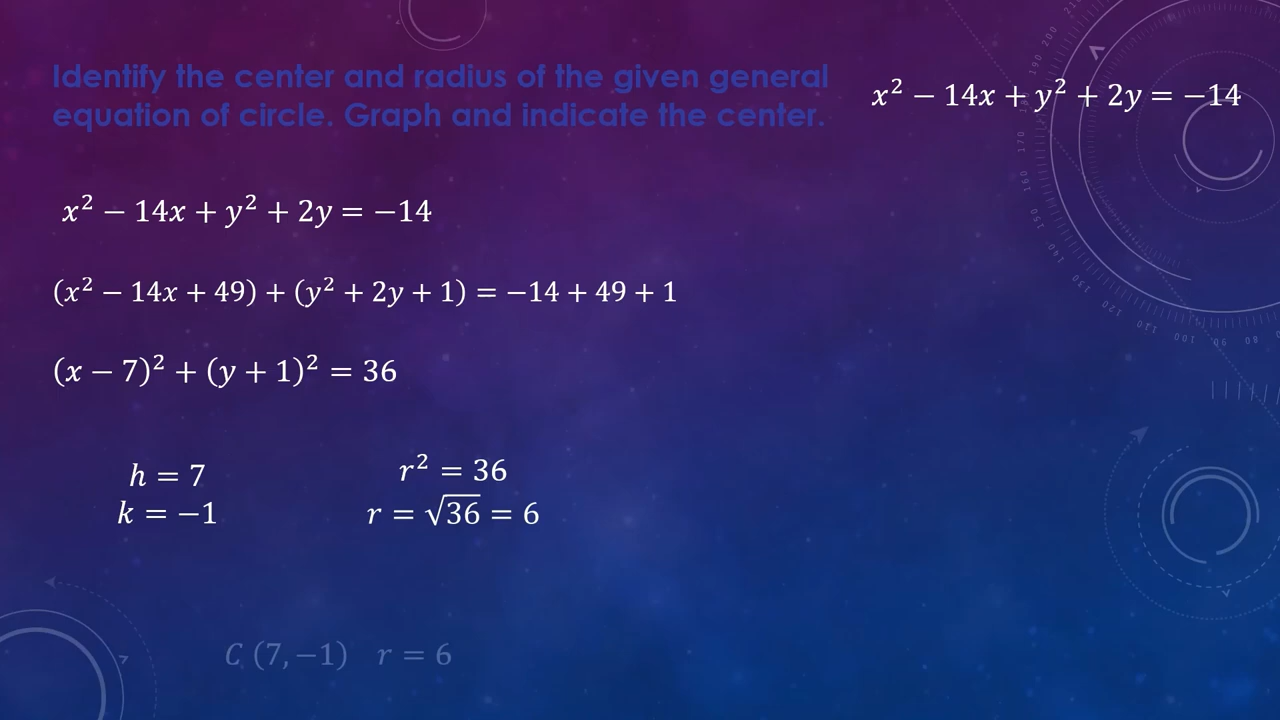 Identify the center and radius of the given general
equation of circle. Graph and indicate the center.
x² − 14x + y² + 2y = −14
x² − 14x + y² + 2y = −14
(x² − 14x + 49) + (y² + 2y + 1) = −14 + 49 + 1
(x − 7)² + (y + 1)² = 36
h = 7
k = −1
r² = 36
r = √36 = 6
C (7, −1) r = 6